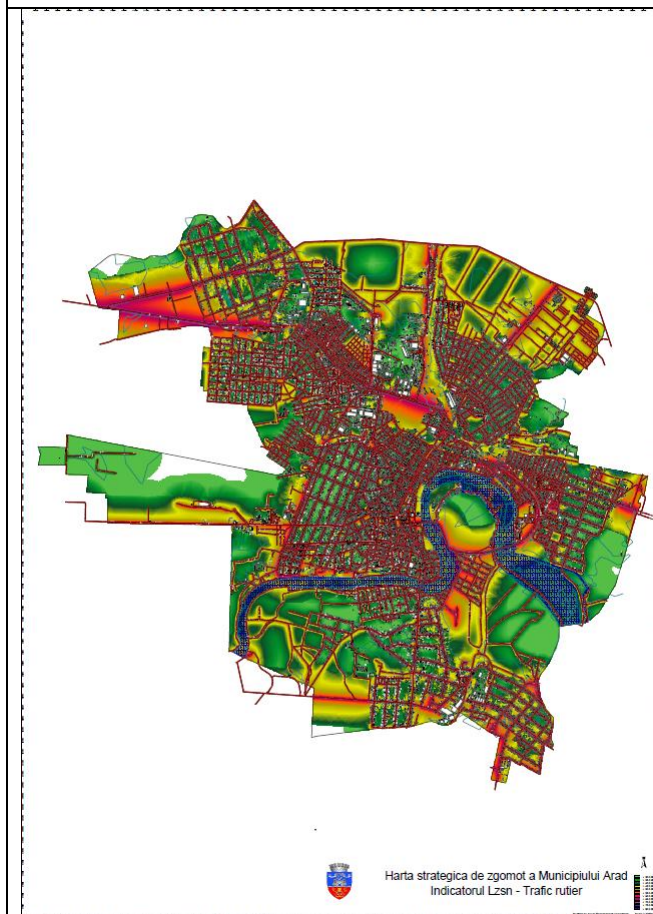 Harta strategica de zgomot a Municipiului Arad
Indicatorul Lzsn - Trafic rutier